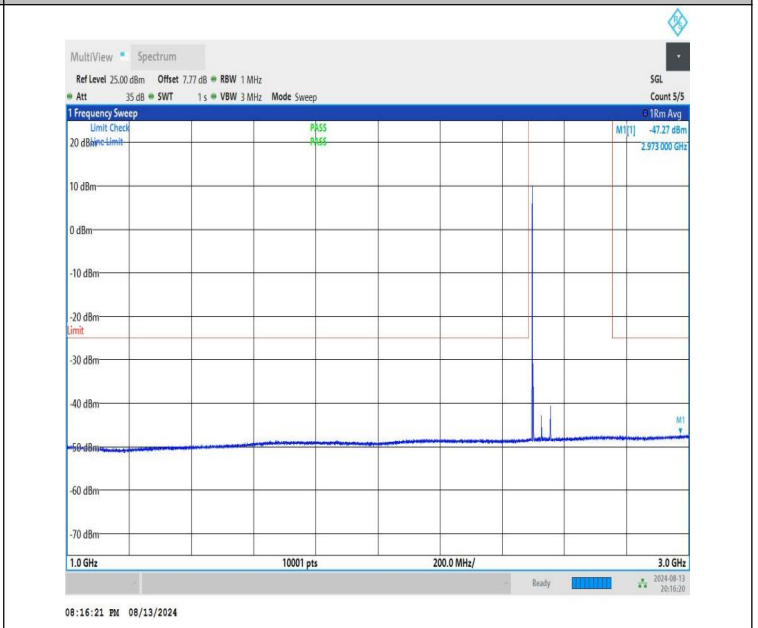 R S
MultiView Spectrum
Ref Level 25.00 dBm Offset 7.77 dB RBW 1 MHz SGL
Att 35 dB SWT 1 s VBW 3 MHz Mode Sweep Count 5/5
1 Frequency Sweep 1Rm Avg
Limit Check PASS M1[1] -47.27 dBm
20 dBm Line Limit PASS 2.973 000 GHz
10 dBm
0 dBm
-10 dBm
-20 dBm
Limit
-30 dBm
-40 dBm
M1
-50 dBm
-60 dBm
-70 dBm
1.0 GHz 10001 pts 200.0 MHz/ 3.0 GHz
Ready 2024-08-13
20:16:20
08:16:21 PM 08/13/2024